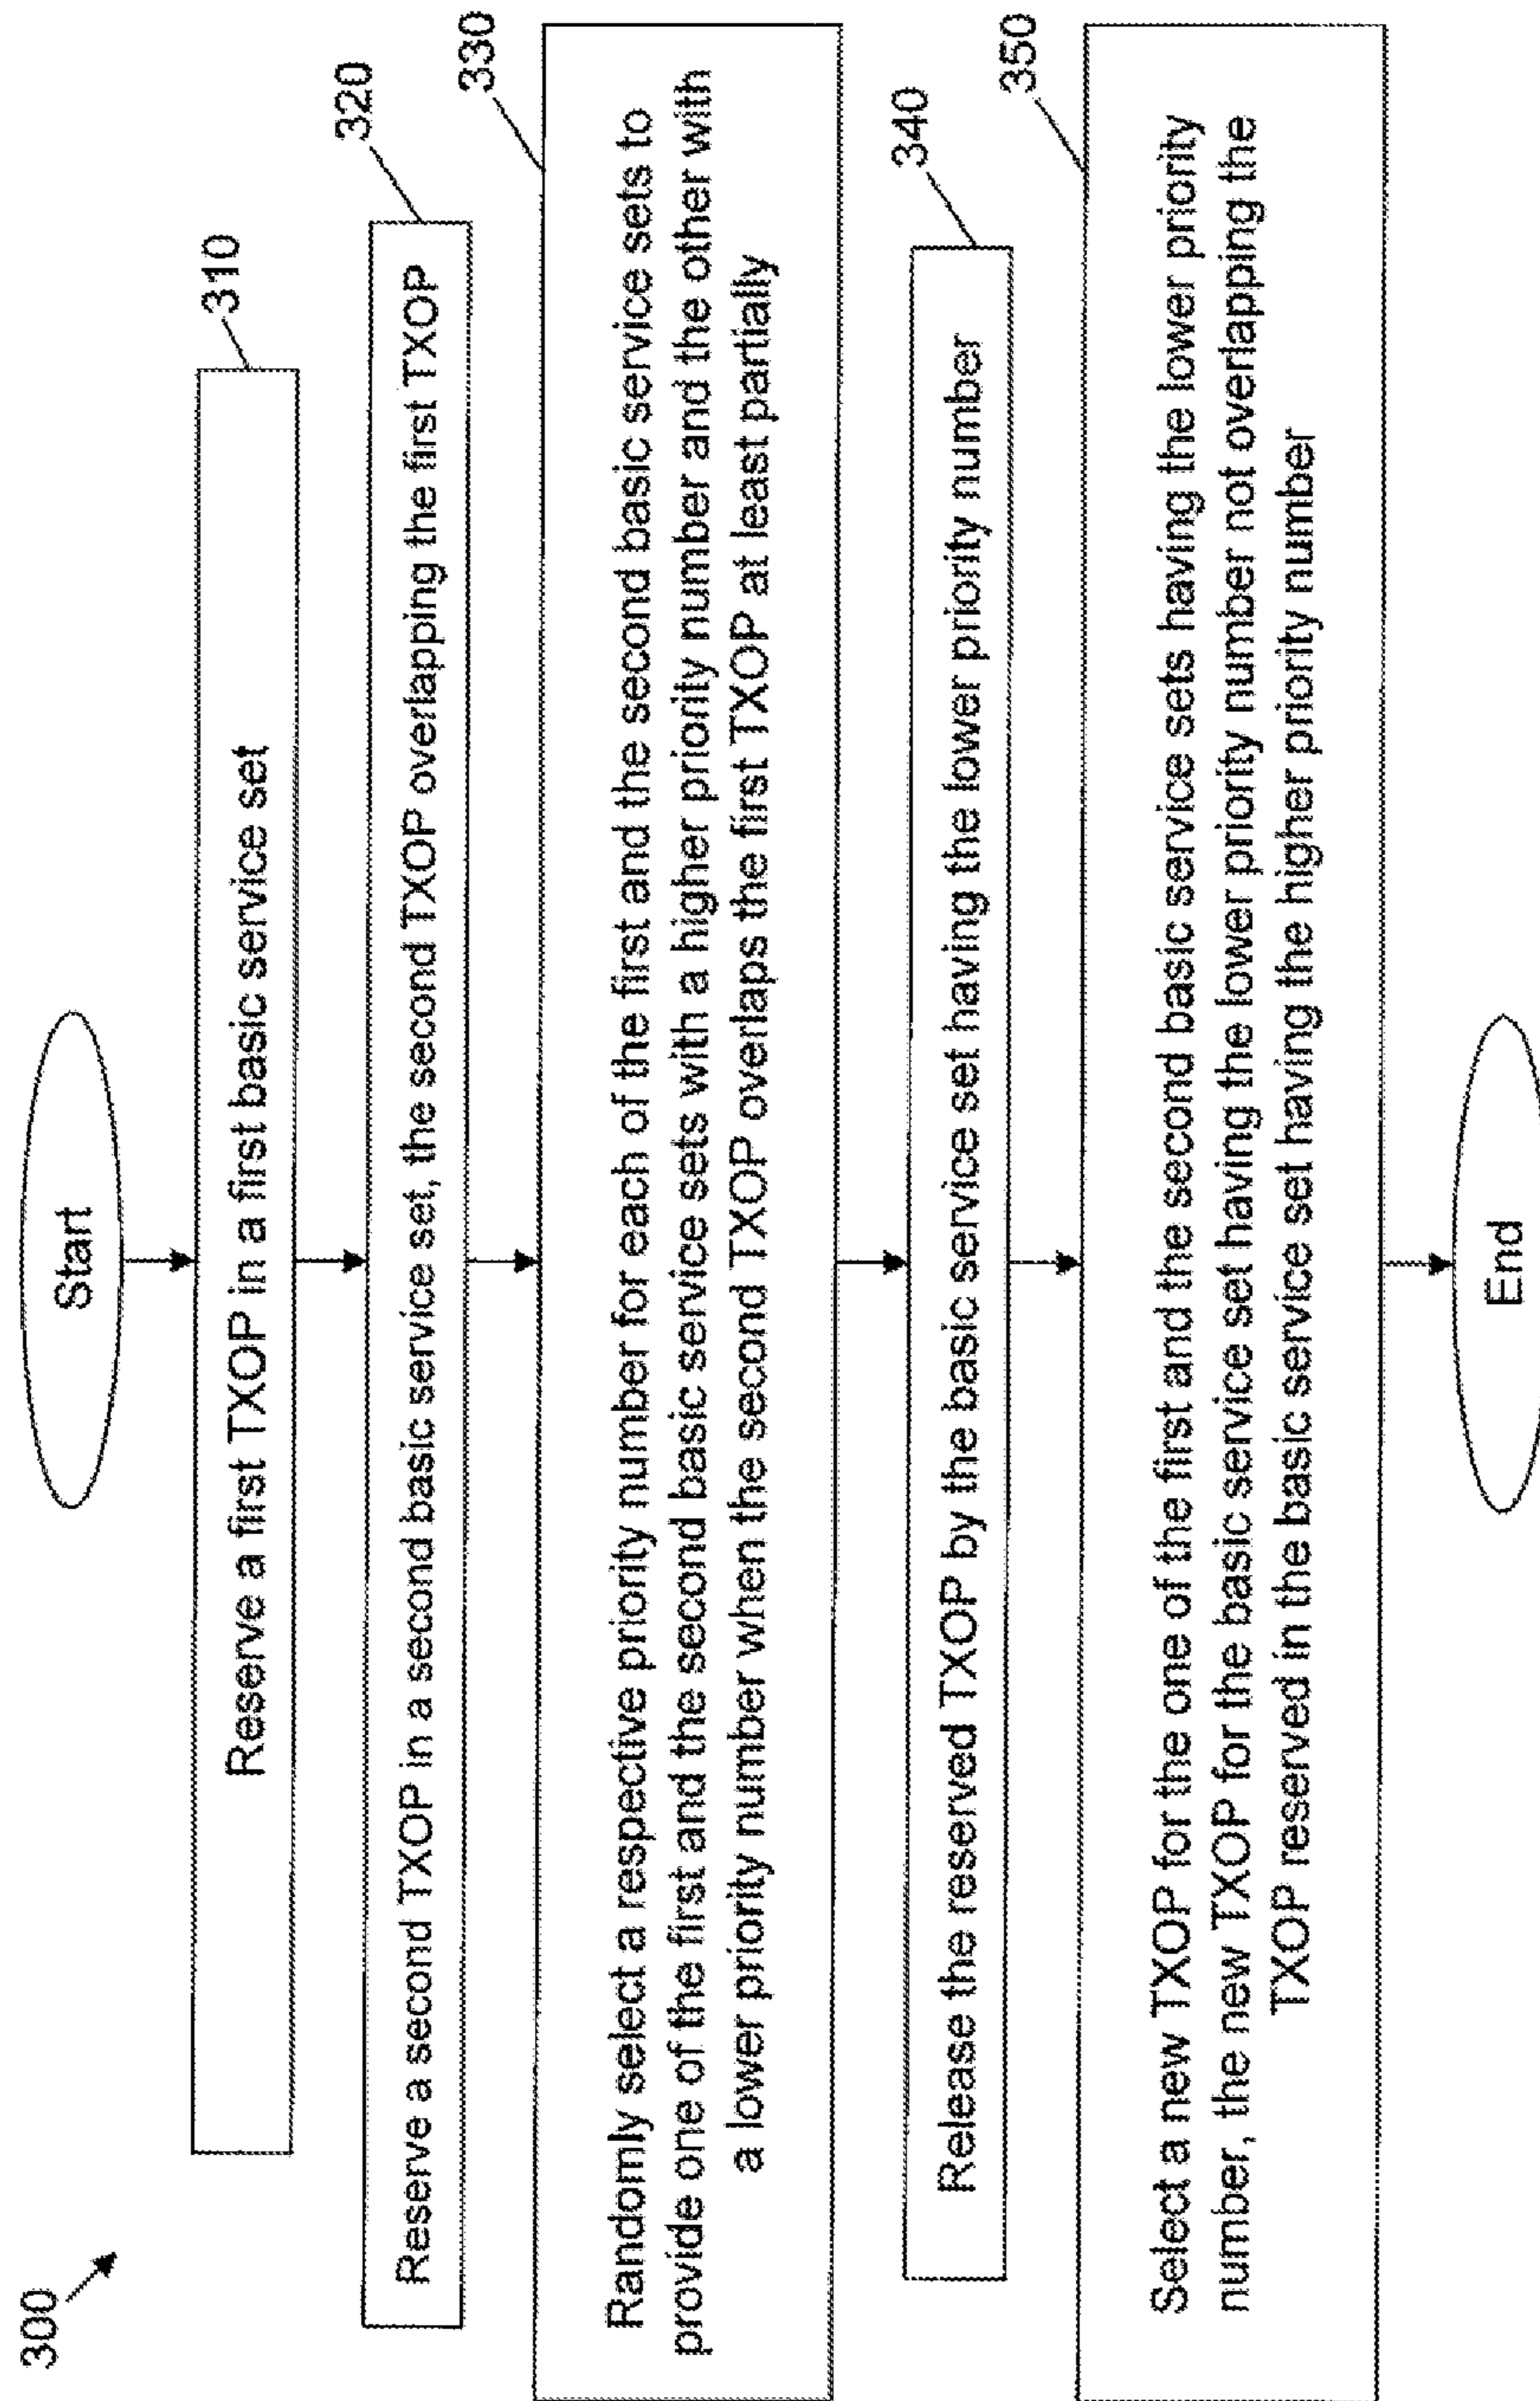 300
Start
310
Reserve a first TXOP in a first basic service set
320
Reserve a second TXOP in a second basic service set, the second TXOP overlapping the first TXOP
330
Randomly select a respective priority number for each of the first and the second basic service sets to
provide one of the first and the second basic service sets with a higher priority number and the other with
a lower priority number when the second TXOP overlaps the first TXOP at least partially
340
Release the reserved TXOP by the basic service set having the lower priority number
350
Select a new TXOP for the one of the first and the second basic service sets having the lower priority
number, the new TXOP for the basic service set having the lower priority number not overlapping the
TXOP reserved in the basic service set having the higher priority number
End